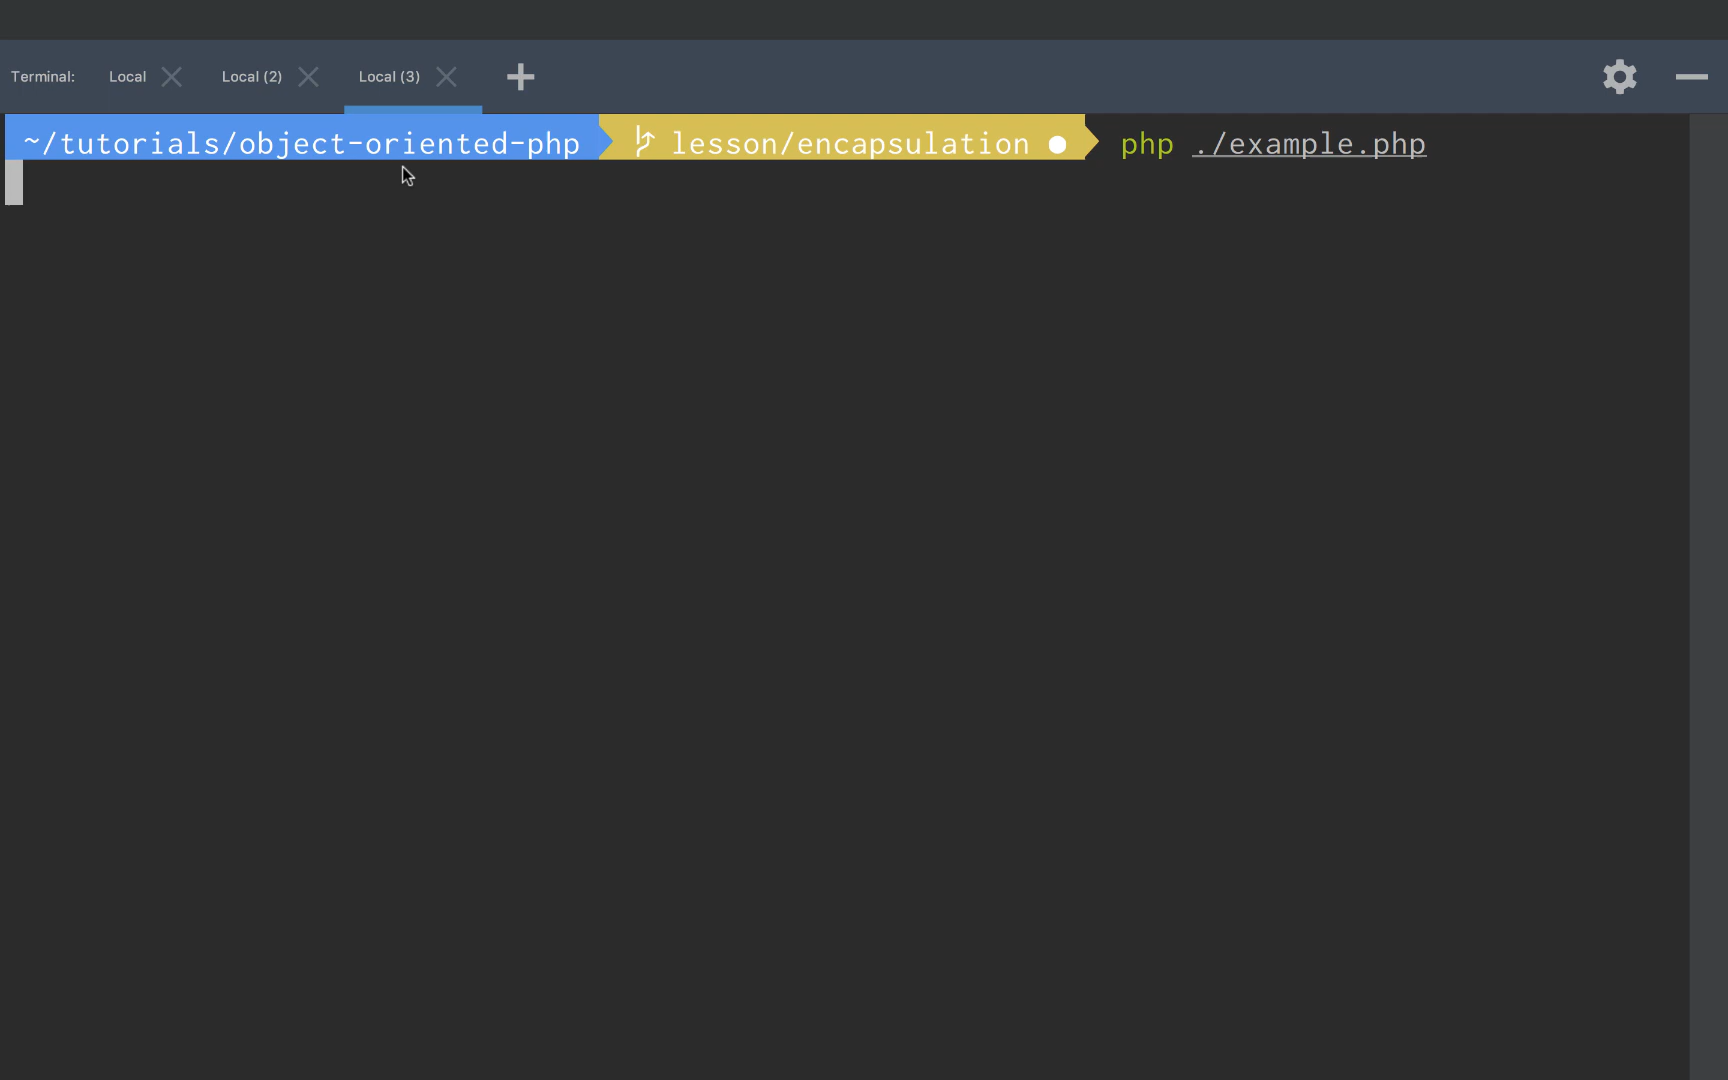 Terminal: Local Local (2) Local (3)
~/tutorials/object-oriented-php lesson/encapsulation ● php ./example.php